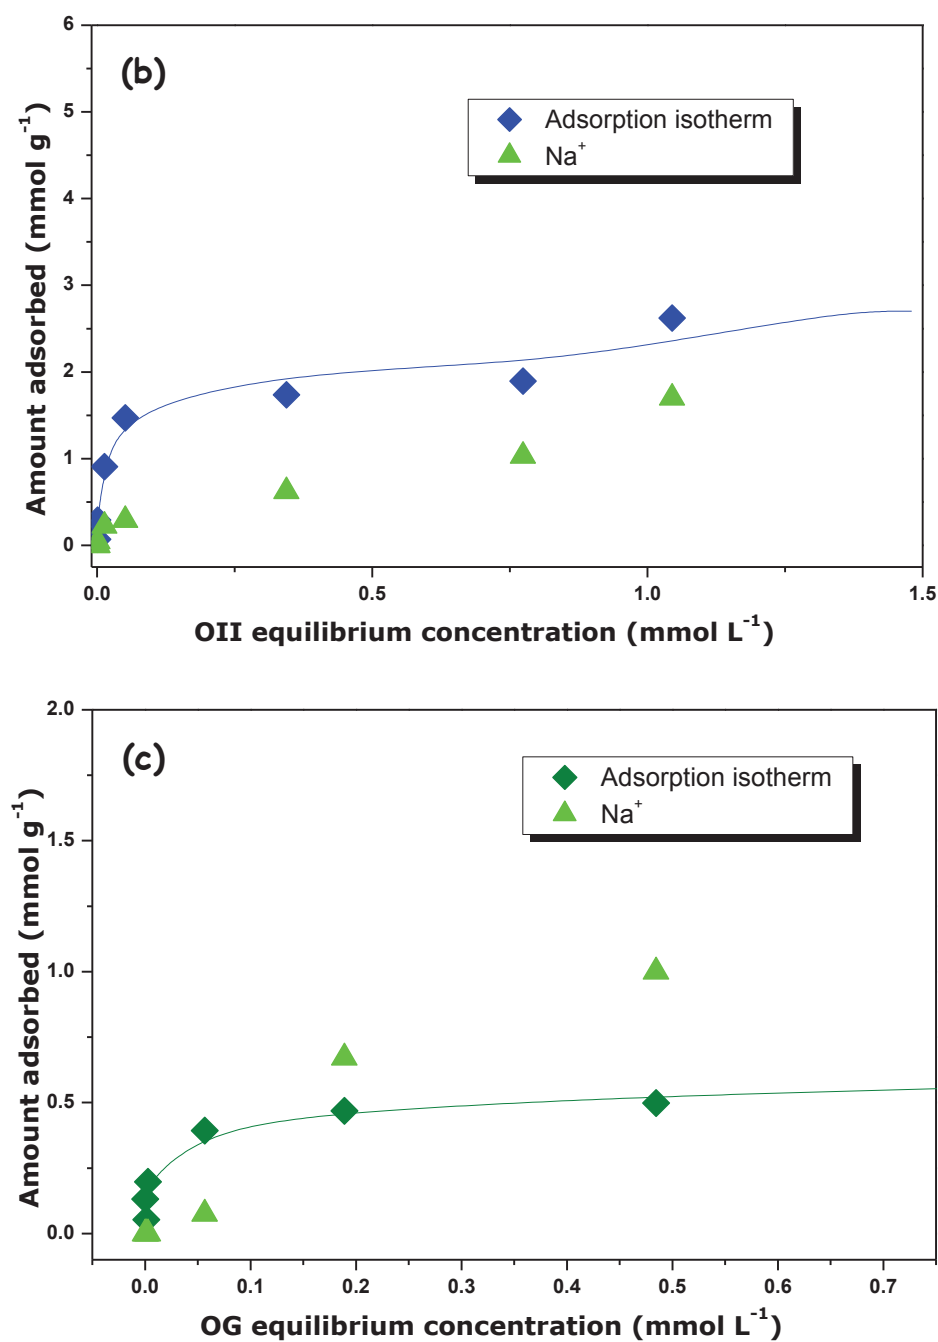 (b)
Adsorption isotherm
Na⁺
Amount adsorbed (mmol g⁻¹)
6
5
4
3
2
1
0
0.0 0.5 1.0 1.5
OII equilibrium concentration (mmol L⁻¹)
(c)
Adsorption isotherm
Na⁺
Amount adsorbed (mmol g⁻¹)
2.0
1.5
1.0
0.5
0.0
0.0 0.1 0.2 0.3 0.4 0.5 0.6 0.7
OG equilibrium concentration (mmol L⁻¹)